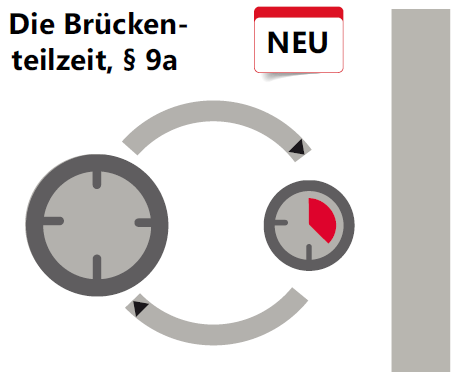 Die Brücken-
teilzeit, § 9a
NEU